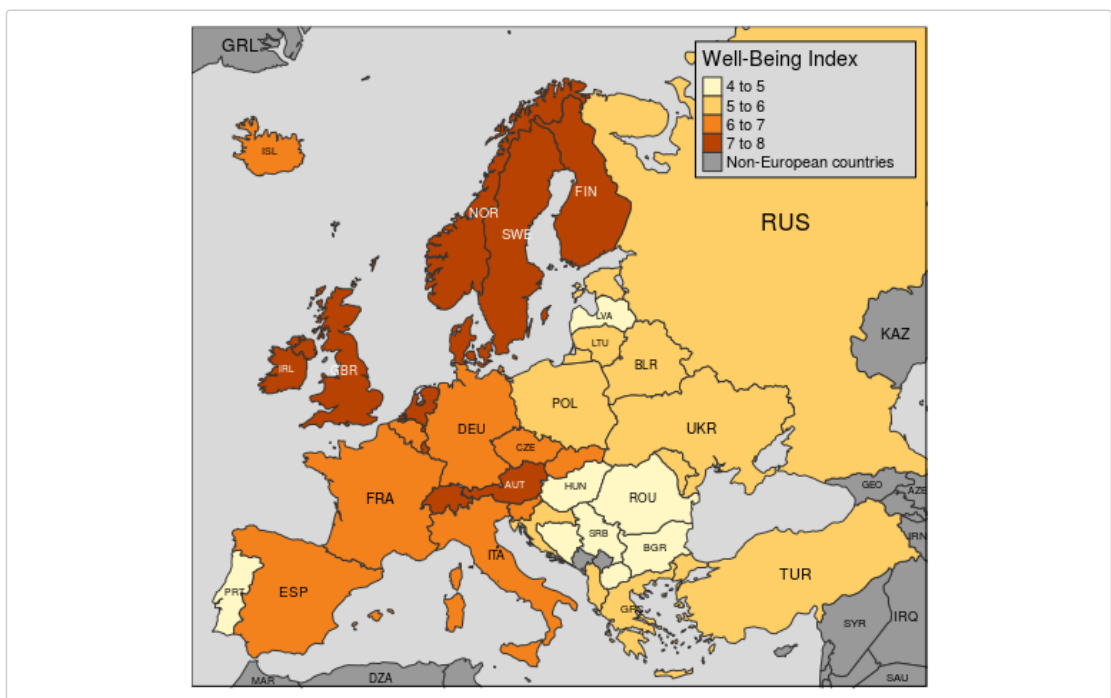 GRL
Well-Being Index
4 to 5
5 to 6
6 to 7
7 to 8
Non-European countries
ISL
FIN
NOR
SWE
RUS
LVA
KAZ
LTU
IRL
GBR
BLR
POL
DEU
UKR
CZE
AUT
HUN
GEO
AZE
FRA
ROU
SRB
IRN
BGR
ITA
TUR
PRT
ESP
GRC
SYR
IRQ
MAR
DZA
SAU